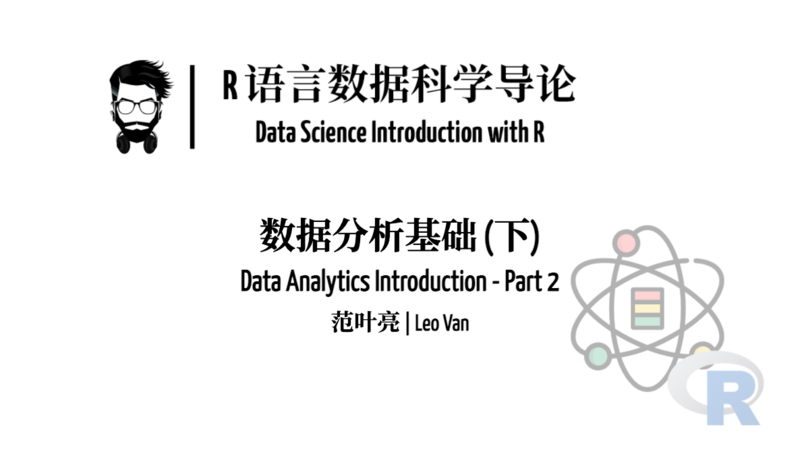 R 语言数据科学导论
Data Science Introduction with R
数据分析基础 (下)
Data Analytics Introduction - Part 2
范叶亮 | Leo Van
R